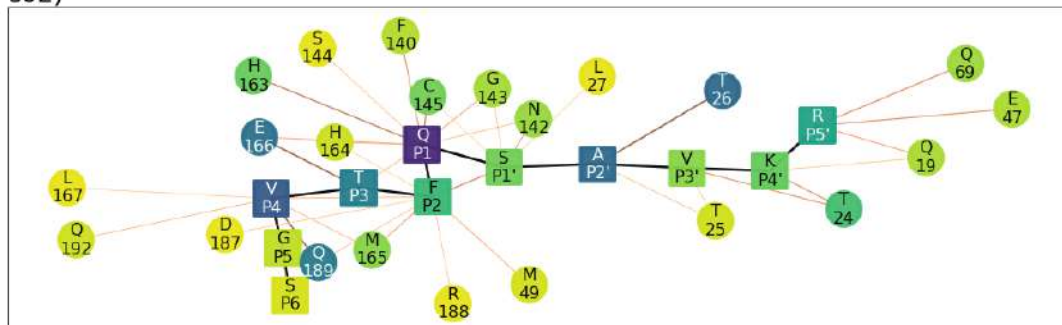 S
144
F
140
H
163
C
145
G
143
L
27
T
26
Q
69
N
142
E
47
E
166
H
164
Q
P1
R
P5'
S
P1'
A
P2'
V
P3'
K
P4'
Q
19
L
167
V
P4
T
P3
F
P2
T
25
T
24
Q
192
D
187
G
P5
Q
189
M
165
S
P6
R
188
M
49